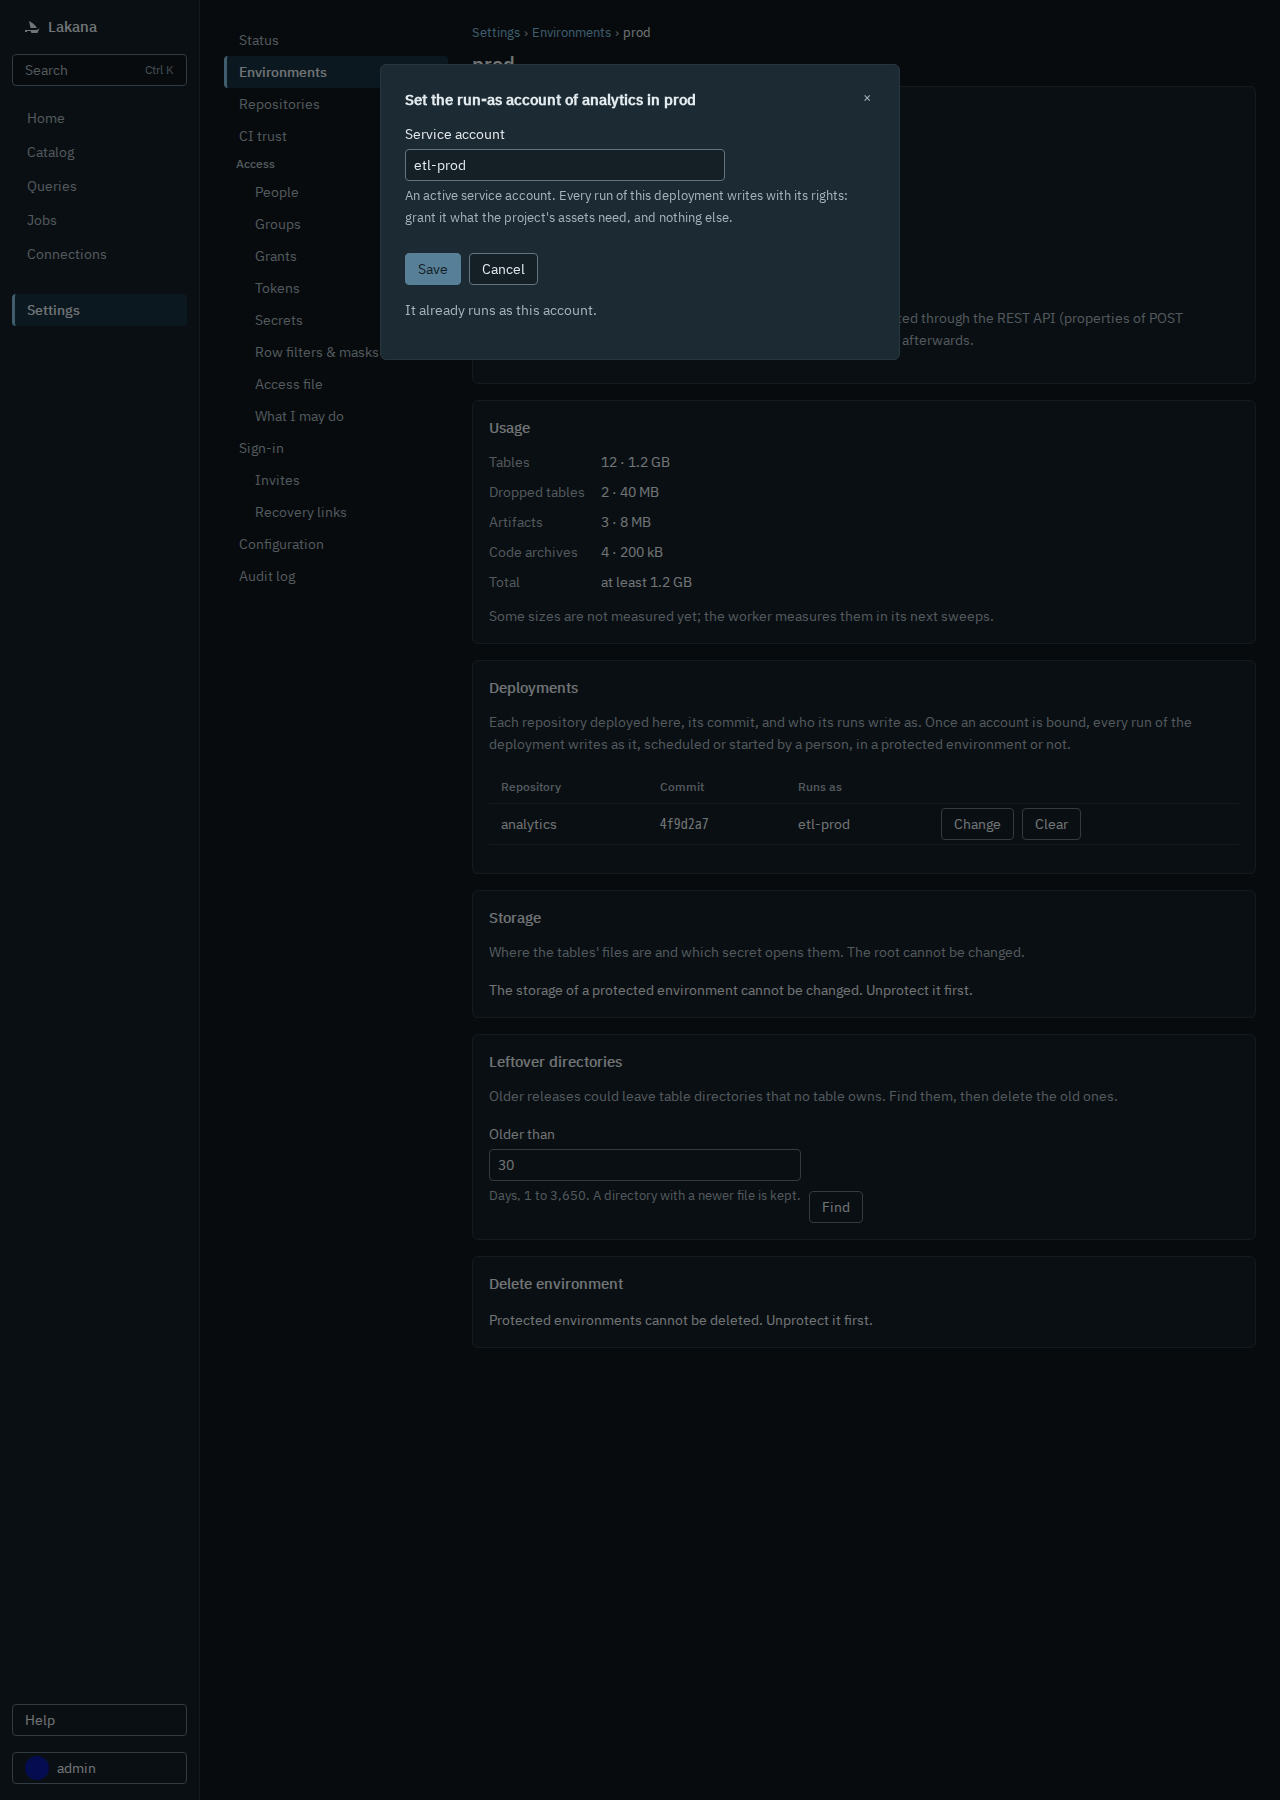 Lakana
Search Ctrl K
Home
Catalog
Queries
Jobs
Connections
Settings
Help
admin
Status
Environments
Repositories
CI trust
Access
People
Groups
Grants
Tokens
Secrets
Row filters & masks
Access file
What I may do
Sign-in
Invites
Recovery links
Configuration
Audit log
Settings › Environments › prod
prod
Set the run-as account of analytics in prod ×
Service account
etl-prod
An active service account. Every run of this deployment writes with its rights:
grant it what the project's assets need, and nothing else.
Save Cancel
It already runs as this account.
through the REST API (properties of POST
afterwards.
Usage
Tables 12 · 1.2 GB
Dropped tables 2 · 40 MB
Artifacts 3 · 8 MB
Code archives 4 · 200 kB
Total at least 1.2 GB
Some sizes are not measured yet; the worker measures them in its next sweeps.
Deployments
Each repository deployed here, its commit, and who its runs write as. Once an account is bound, every run of the
deployment writes as it, scheduled or started by a person, in a protected environment or not.
Repository Commit Runs as
analytics 4f9d2a7 etl-prod Change Clear
Storage
Where the tables' files are and which secret opens them. The root cannot be changed.
The storage of a protected environment cannot be changed. Unprotect it first.
Leftover directories
Older releases could leave table directories that no table owns. Find them, then delete the old ones.
Older than
30
Days, 1 to 3,650. A directory with a newer file is kept.
Find
Delete environment
Protected environments cannot be deleted. Unprotect it first.